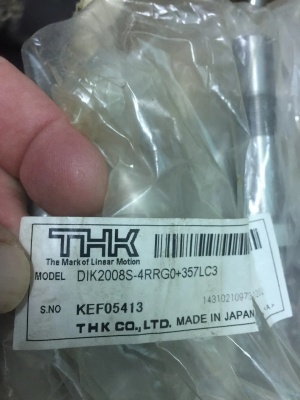 THK
The Mark of Linear Motion
MODEL DIK2008S-4RRG0+357LC3
S.NO KEF05413
THK CO., LTD. MADE IN JAPAN